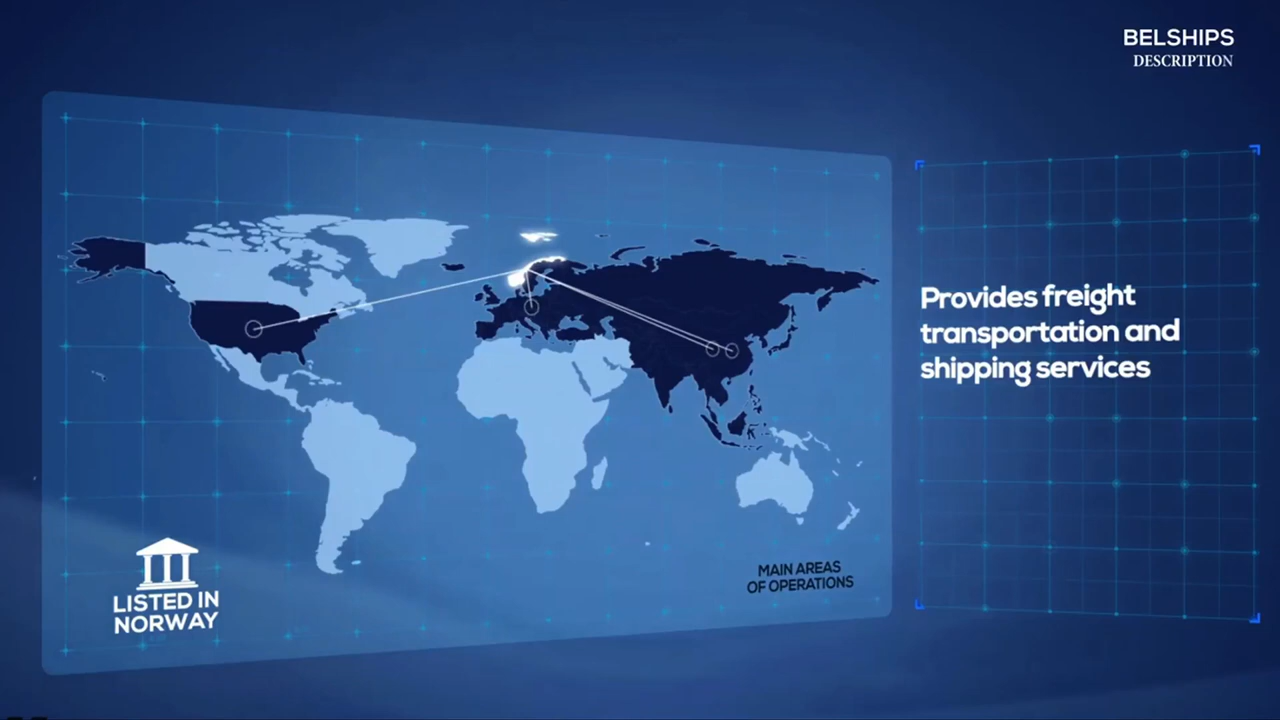 BELSHIPS
DESCRIPTION
Provides freight
transportation and
shipping services
MAIN AREAS
OF OPERATIONS
LISTED IN
NORWAY